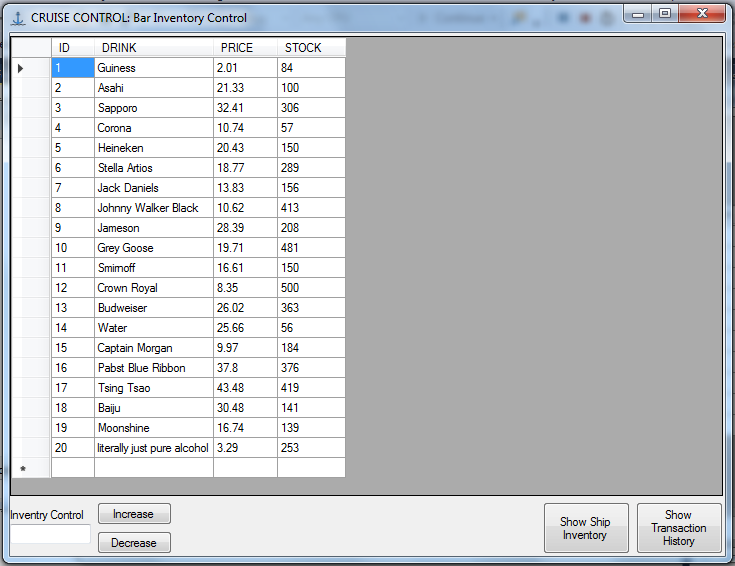 CRUISE CONTROL: Bar Inventory Control
ID DRINK PRICE STOCK
1 Guiness 2.01 84
2 Asahi 21.33 100
3 Sapporo 32.41 306
4 Corona 10.74 57
5 Heineken 20.43 150
6 Stella Artios 18.77 289
7 Jack Daniels 13.83 156
8 Johnny Walker Black 10.62 413
9 Jameson 28.39 208
10 Grey Goose 19.71 481
11 Smirnoff 16.61 150
12 Crown Royal 8.35 500
13 Budweiser 26.02 363
14 Water 25.66 56
15 Captain Morgan 9.97 184
16 Pabst Blue Ribbon 37.8 376
17 Tsing Tsao 43.48 419
18 Baiju 30.48 141
19 Moonshine 16.74 139
20 literally just pure alcohol 3.29 253
*
Inventry Control
Increase
Decrease
Show Ship
Inventory
Show
Transaction
History